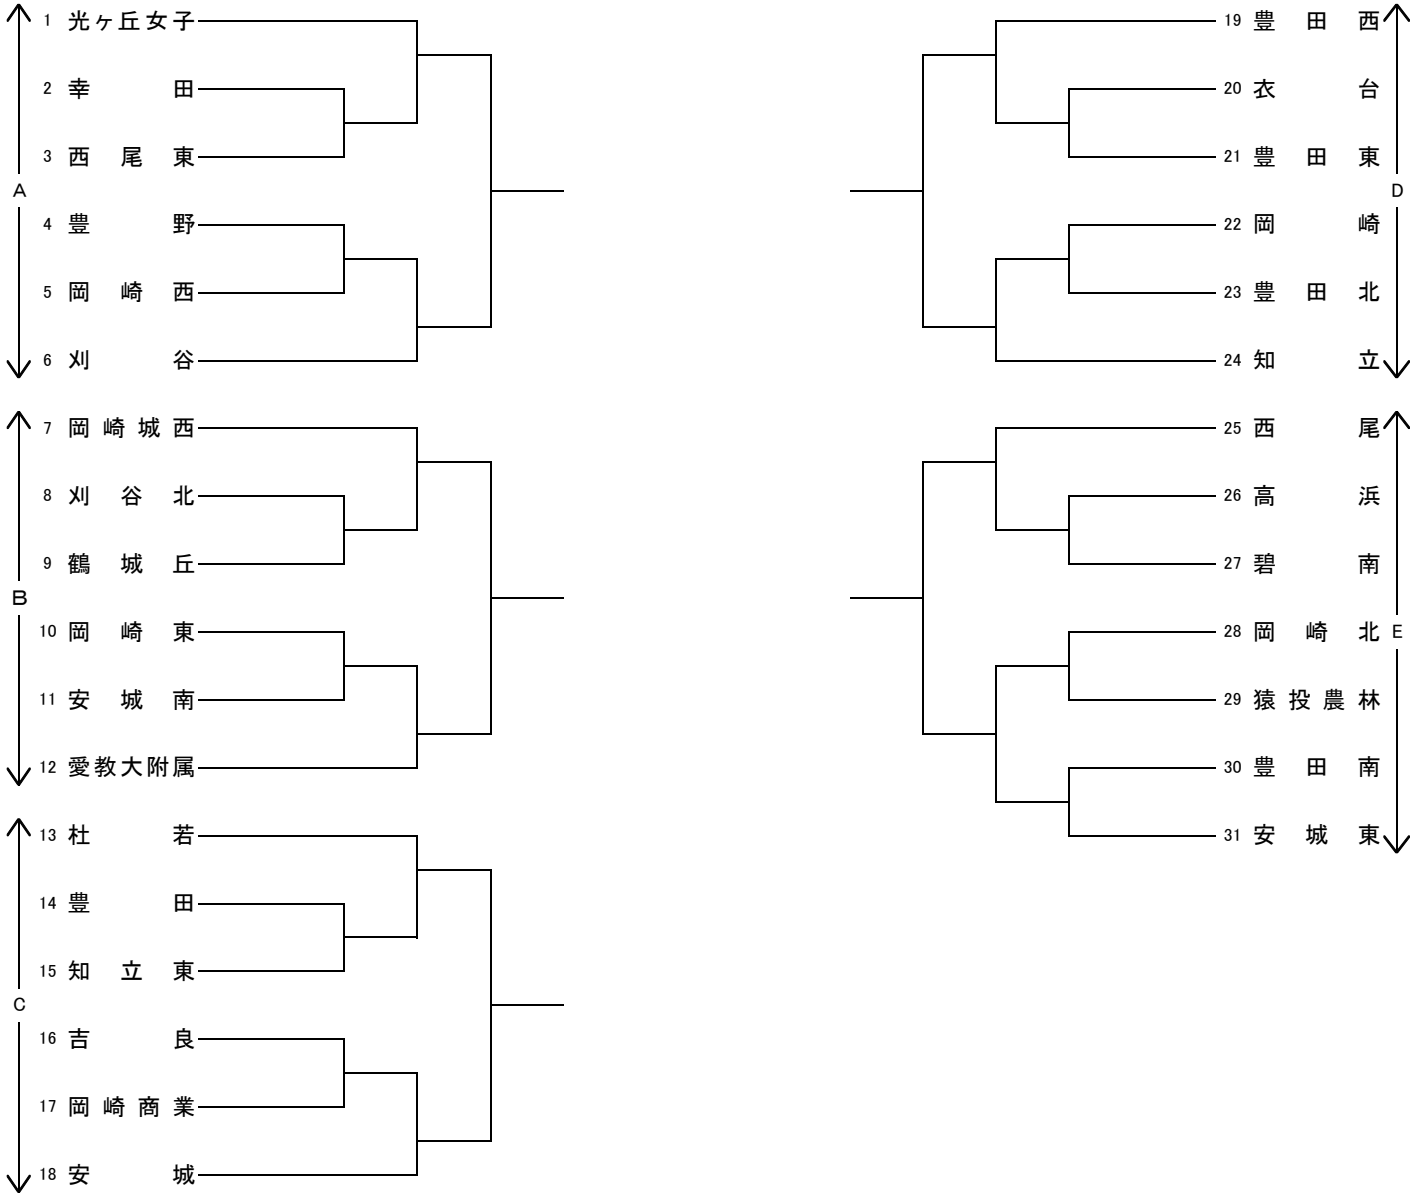 1 光ヶ丘女子
2 幸田
3 西尾東
A
4 豊野
5 岡崎西
6 刈谷
7 岡崎城西
8 刈谷北
9 鶴城丘
B
10 岡崎東
11 安城南
12 愛教大附属
13 杜若
14 豊田
15 知立東
C
16 吉良
17 岡崎商業
18 安城
19 豊田西
20 衣台
21 豊田東
D
22 岡崎
23 豊田北
24 知立
25 西尾
26 高浜
27 碧南
28 岡崎北 E
29 猿投農林
30 豊田南
31 安城東